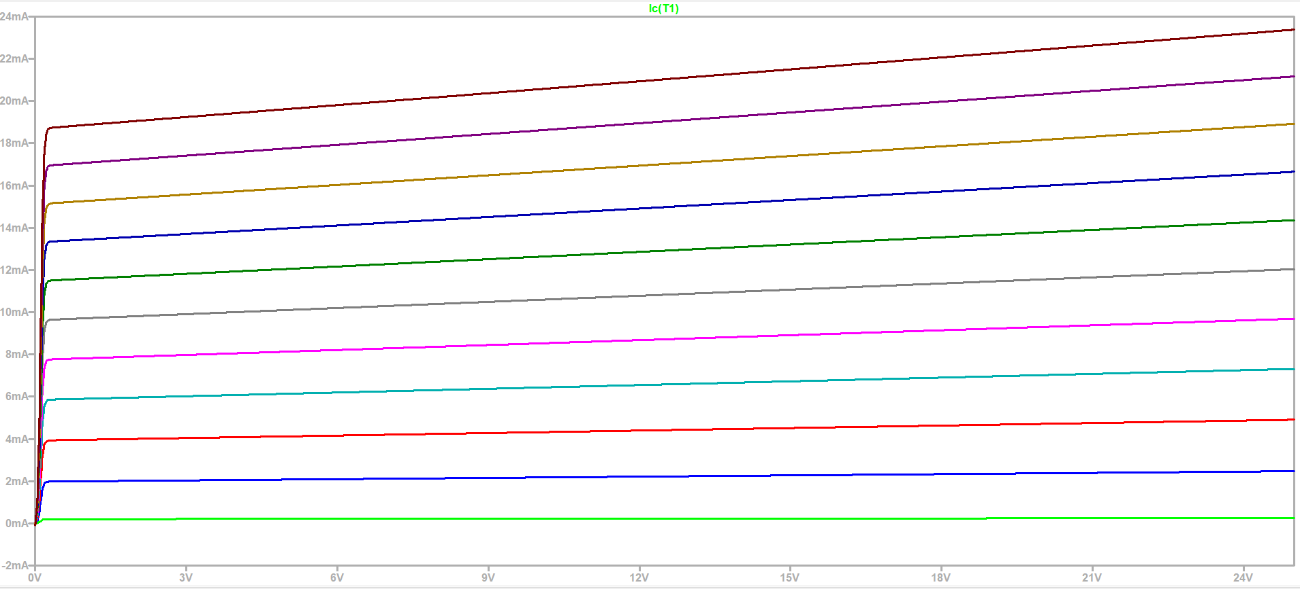 Ic(T1)
24mA
22mA
20mA
18mA
16mA
14mA
12mA
10mA
8mA
6mA
4mA
2mA
0mA
-2mA
0V 3V 6V 9V 12V 15V 18V 21V 24V